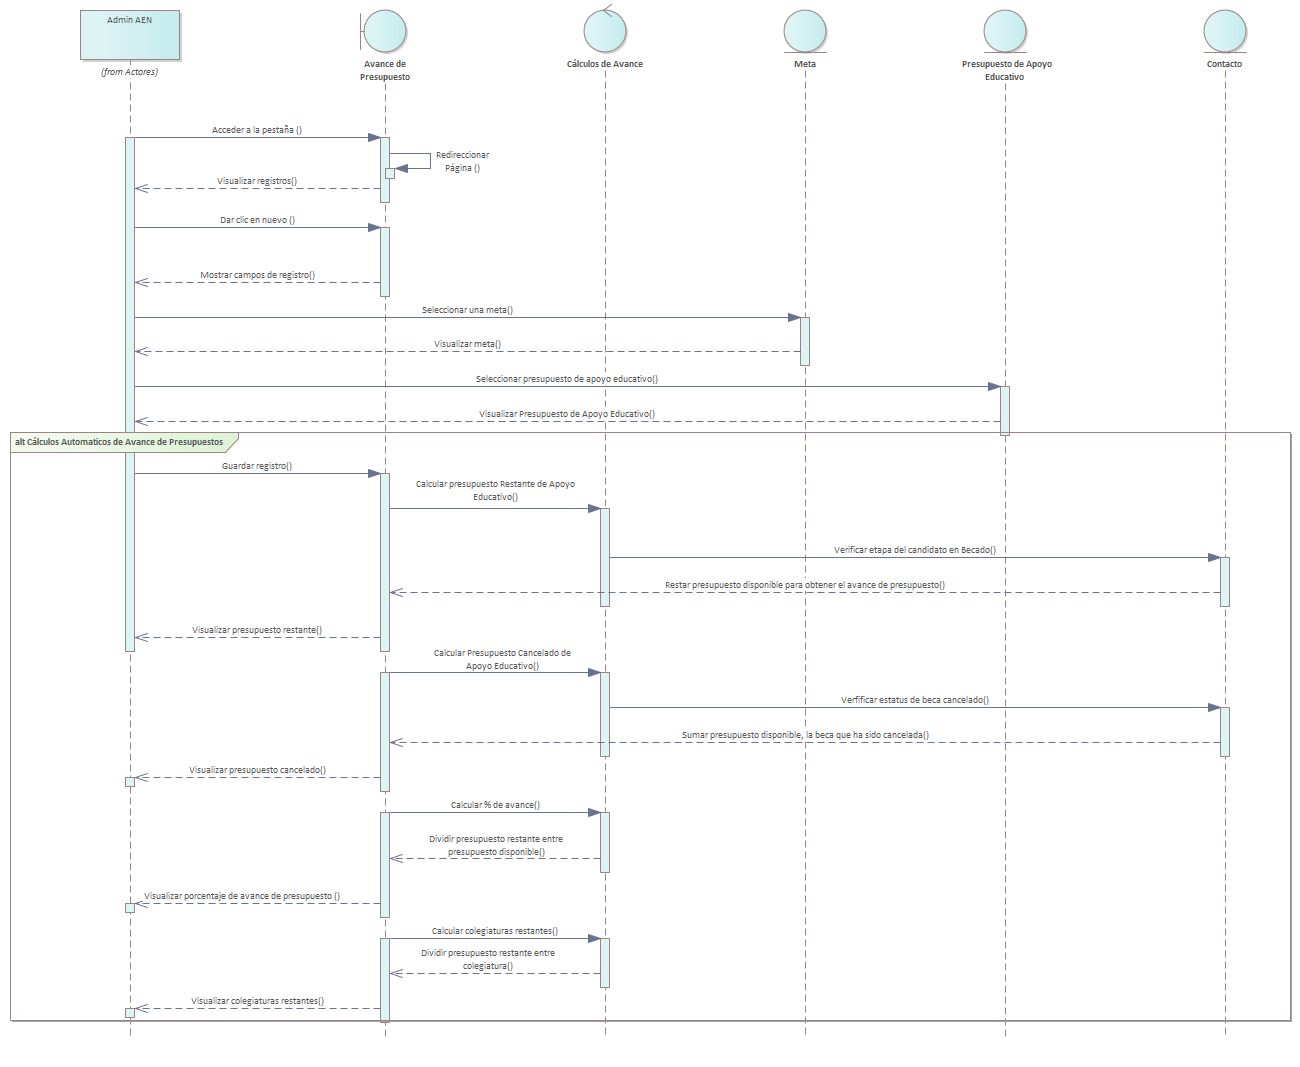 Admin AEN
(from Actores)
Avance de
Presupuesto
Cálculos de Avance
Meta
Presupuesto de Apoyo
Educativo
Contacto
Acceder a la pestaña ()
Redireccionar
Página ()
Visualizar registros()
Dar clic en nuevo ()
Mostrar campos de registro()
Seleccionar una meta()
Visualizar meta()
Seleccionar presupuesto de apoyo educativo()
Visualizar Presupuesto de Apoyo Educativo()
alt Cálculos Automaticos de Avance de Presupuestos
Guardar registro()
Calcular presupuesto Restante de Apoyo
Educativo()
Verificar etapa del candidato en Becado()
Restar presupuesto disponible para obtener el avance de presupuesto()
Visualizar presupuesto restante()
Calcular Presupuesto Cancelado de
Apoyo Educativo()
Verfificar estatus de beca cancelado()
Sumar presupuesto disponible, la beca que ha sido cancelada()
Visualizar presupuesto cancelado()
Calcular % de avance()
Dividir presupuesto restante entre
presupuesto disponible()
Visualizar porcentaje de avance de presupuesto ()
Calcular colegiaturas restantes()
Dividir presupuesto restante entre
colegiatura()
Visualizar colegiaturas restantes()